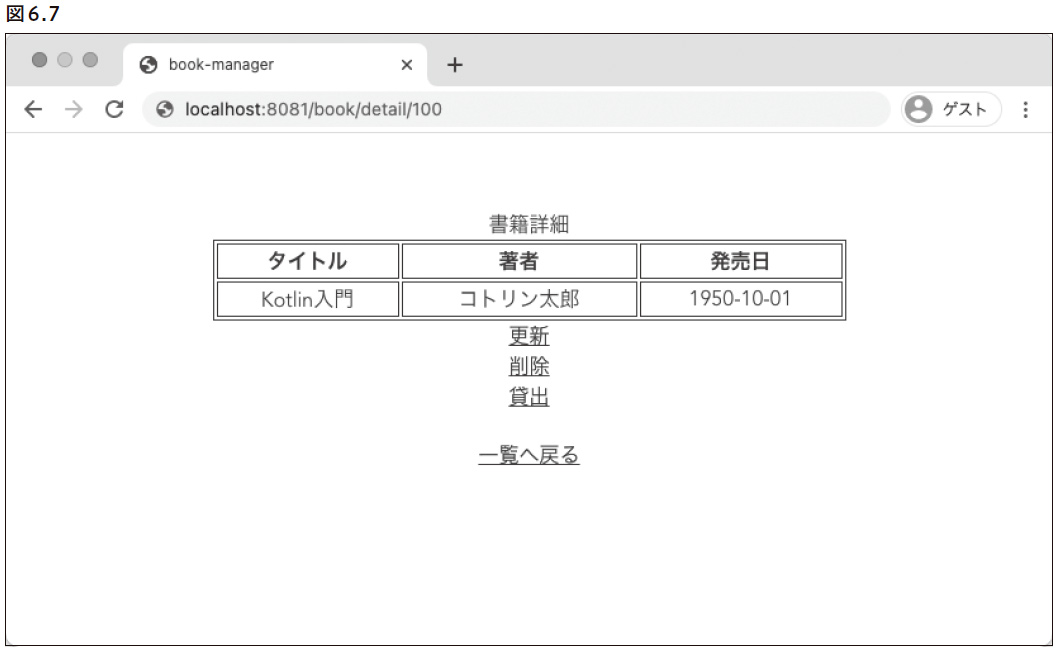 図6.7
book-manager
localhost:8081/book/detail/100
ゲスト
書籍詳細
タイトル 著者 発売日
Kotlin入門 コトリン太郎 1950-10-01
更新
削除
貸出
一覧へ戻る